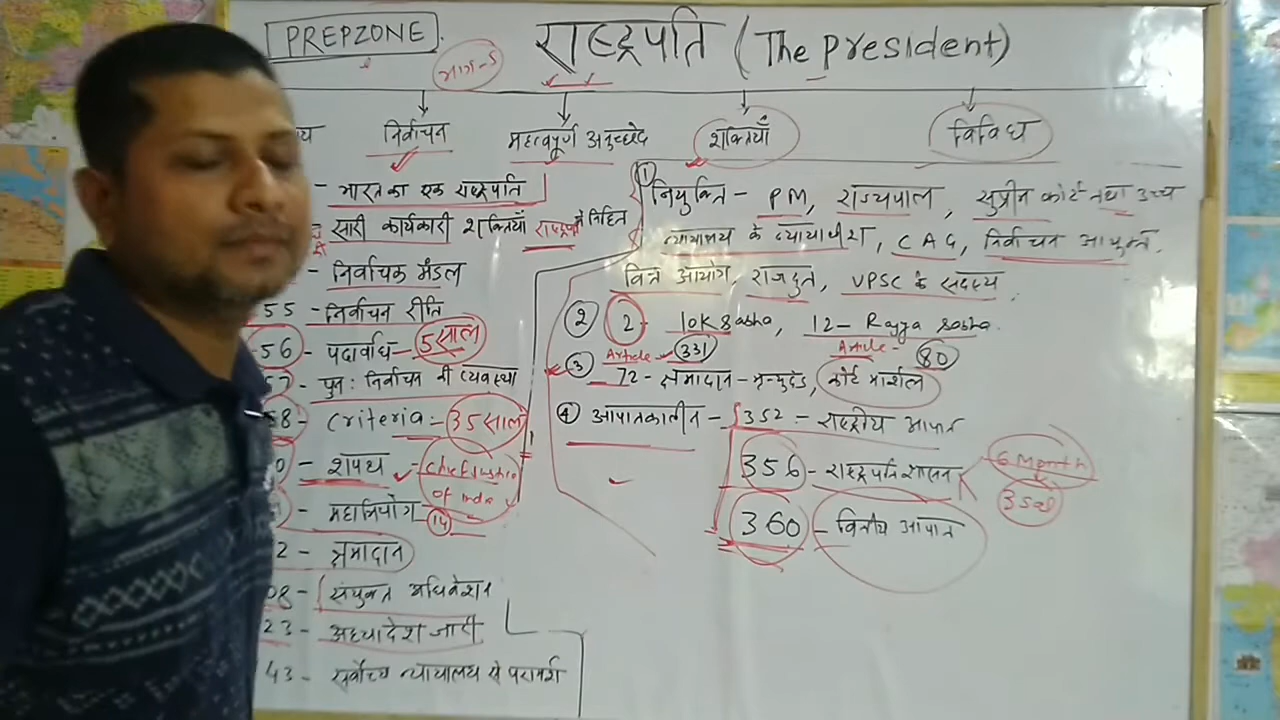 PREPZONE.
राष्ट्रपति (The President)
भाग-5
निर्वाचन
महत्वपूर्ण अनुच्छेद
शक्तियाँ
विविध
- भारत का एक राष्ट्रपति
सारी कार्यकारी शक्तियाँ राष्ट्रपति में निहित
- निर्वाचक मंडल
55 - निर्वाचन रीति
56 - पदावधि - 5 साल
57 - पुन: निर्वाचन की व्यवस्था
58 - Criteria - 35 साल
0 - शपथ - Chief Justice of India
- महाभियोग - 14
2 - क्षमादान
08 - संयुक्त अधिवेशन
23 - अध्यादेश जारी
43 - सर्वोच्च न्यायालय से परामर्श
① नियुक्ति - PM, राज्यपाल, सुप्रीम कोर्ट तथा उच्च
न्यायालय के न्यायाधीश, CAG, निर्वाचन आयुक्त,
वित्त आयोग, राजदुत, UPSC के सदस्य,
② 2 - lok Sabha, 12 - Rajya Sabha.
Article - 331
Article - 80
③ 72 - क्षमादान - मृत्युदंड, कोर्ट मार्शल
④ आपातकालीन - 352 - राष्ट्रीय आपात
356 - राष्ट्रपति शासन
6 Month
3 साल
360 - वित्तीय आपात